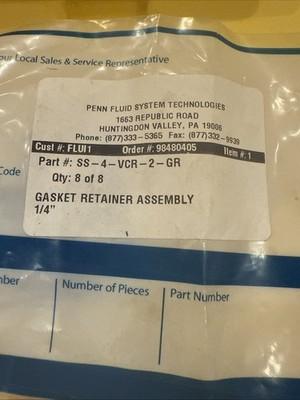 our Local Sales & Service Representative
PENN FLUID SYSTEM TECHNOLOGIES
1663 REPUBLIC ROAD
HUNTINGDON VALLEY, PA 19006
Phone: (877)333-5365 Fax: (877)332-9939
Cust #: FLUI1 Order #: 98480405 Item #: 1
Part #: SS-4-VCR-2-GR
Qty: 8 of 8
Code
GASKET RETAINER ASSEMBLY
1/4"
mber Number of Pieces Part Number